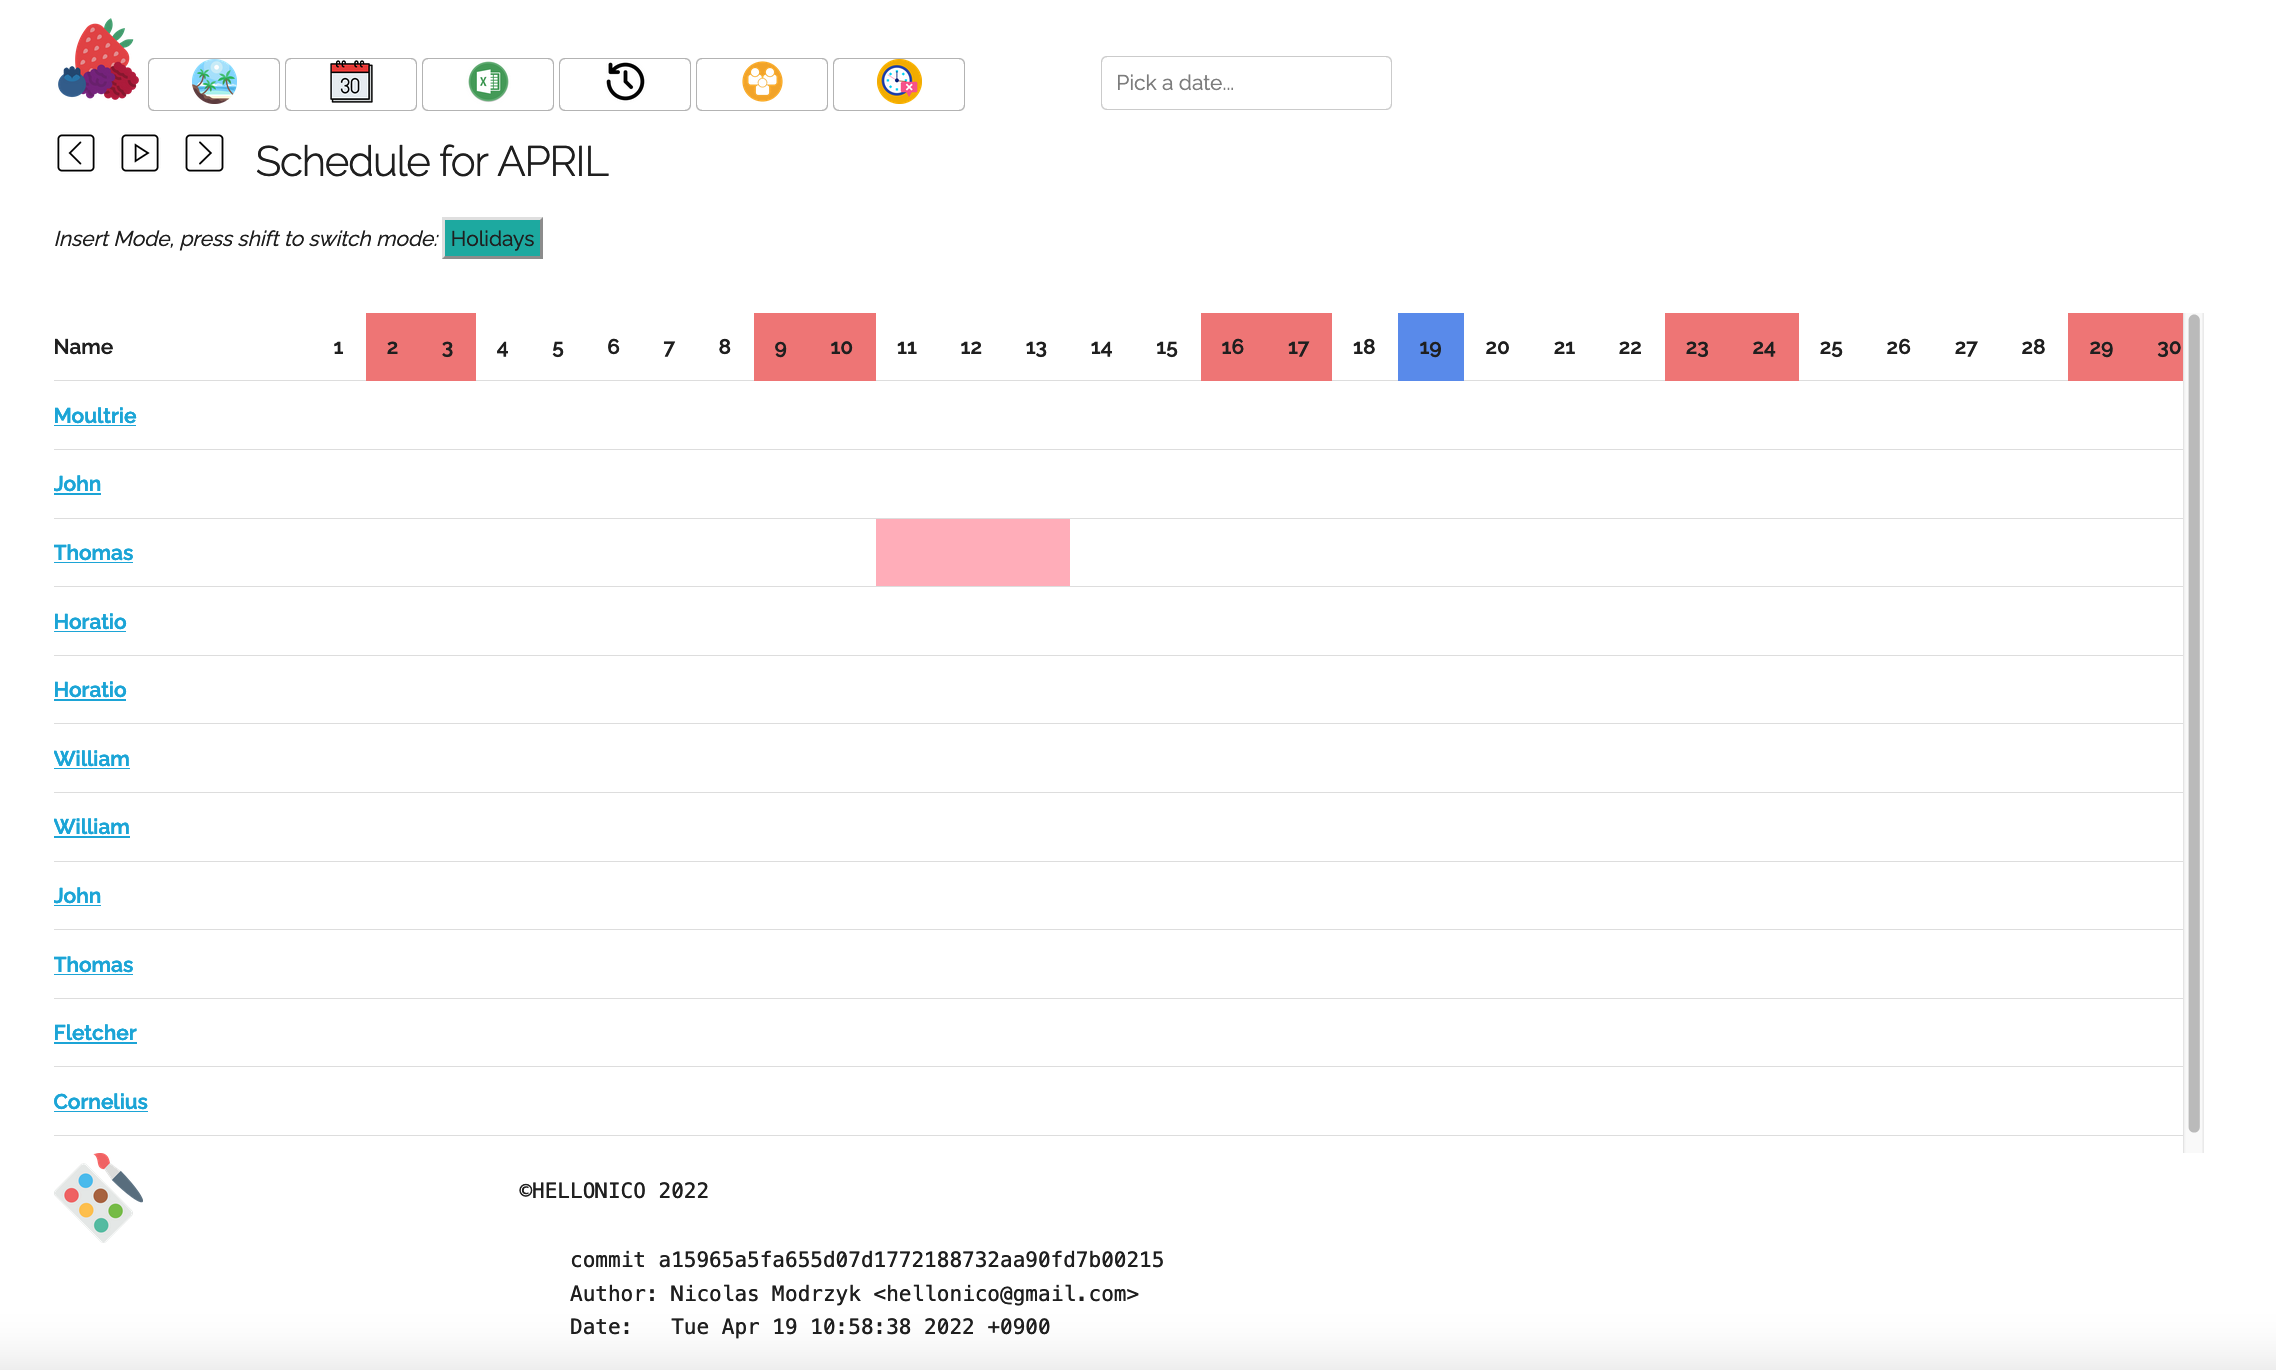 30
X
Pick a date...
Schedule for APRIL
Insert Mode, press shift to switch mode: Holidays
Name 1 2 3 4 5 6 7 8 9 10 11 12 13 14 15 16 17 18 19 20 21 22 23 24 25 26 27 28 29 30
Moultrie
John
Thomas
Horatio
Horatio
William
William
John
Thomas
Fletcher
Cornelius
©HELLONICO 2022
commit a15965a5fa655d07d1772188732aa90fd7b00215
Author: Nicolas Modrzyk <hellonico@gmail.com>
Date: Tue Apr 19 10:58:38 2022 +0900